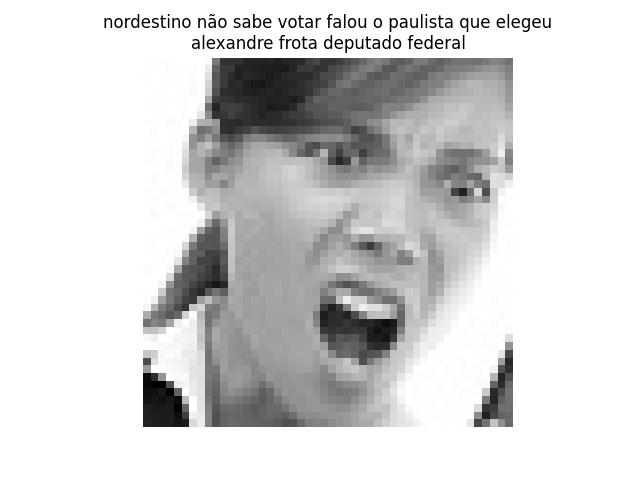 nordestino não sabe votar falou o paulista que elegeu
alexandre frota deputado federal